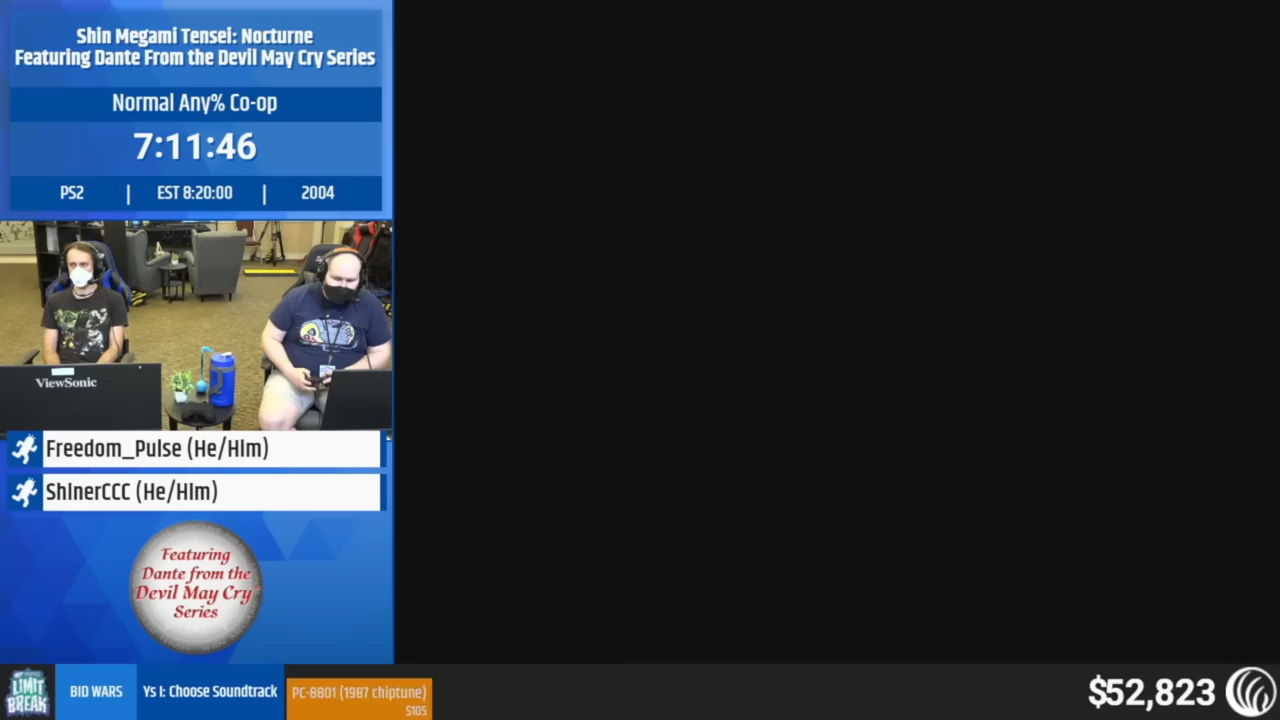 Shin Megami Tensei: Nocturne
Featuring Dante From the Devil May Cry Series
Normal Any% Co-op
7:11:46
PS2 | EST 8:20:00 | 2004
ViewSonic
Freedom_Pulse (He/Him)
ShinerCCC (He/Him)
Featuring
Dante from the
Devil May Cry
Series
LIMIT
BREAK
BID WARS
Ys I: Choose Soundtrack
PC-8801 (1987 chiptune)
$105
$52,823